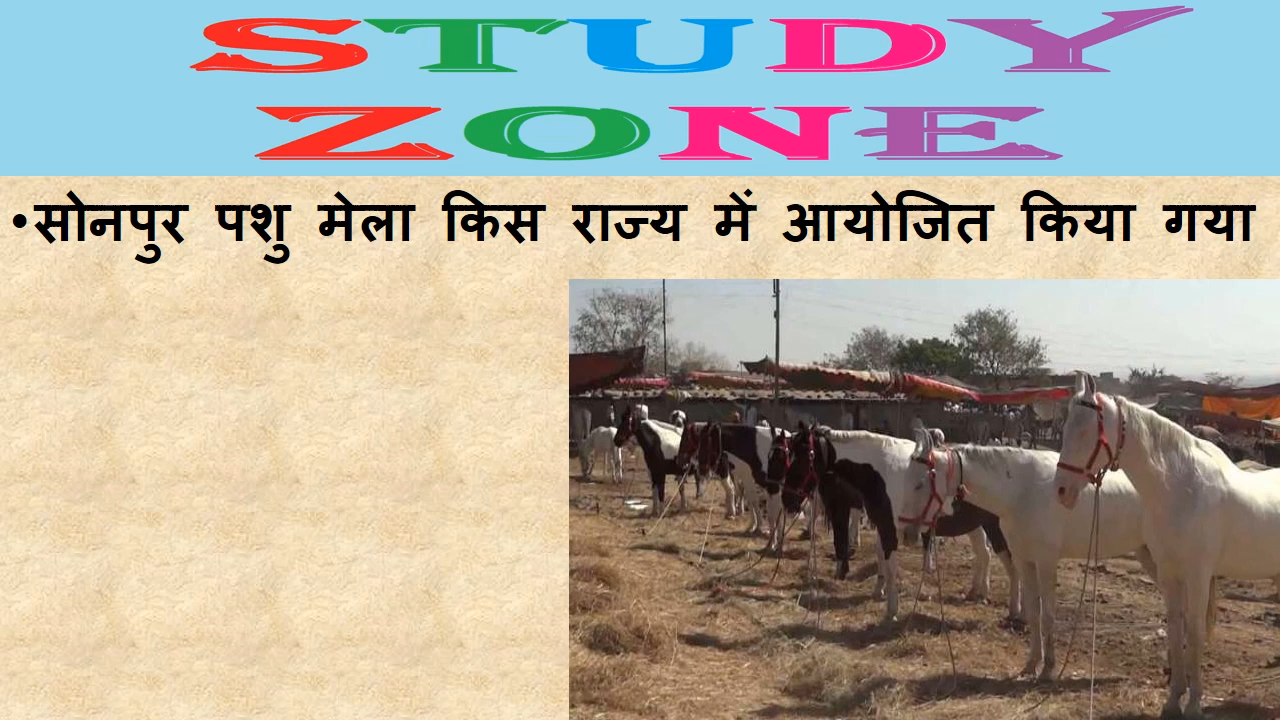 STUDY
ZONE
•सोनपुर पशु मेला किस राज्य में आयोजित किया गया